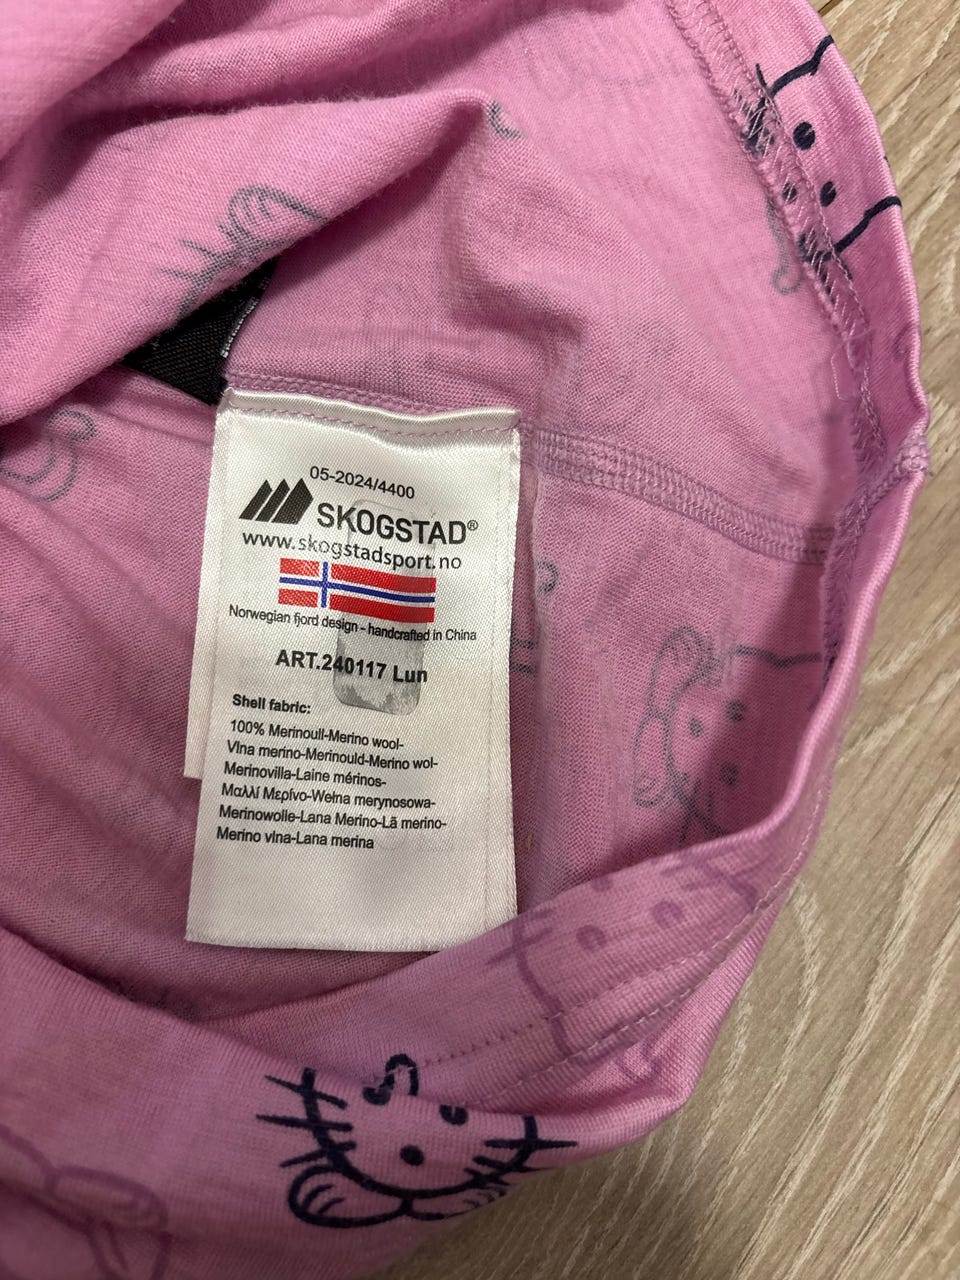 05-2024/4400
SKOGSTAD®
www.skogstadsport.no
Norwegian fjord design - handcrafted in China
ART.240117 Lun
Shell fabric:
100% Merinoull-Merino wool-
Vlna merino-Merinould-Merino wol-
Merinovilla-Laine mérinos-
Μαλλί Μερίνο-Wełna merynosowa-
Merinowolle-Lana Merino-Lã merino-
Merino vlna-Lana merina